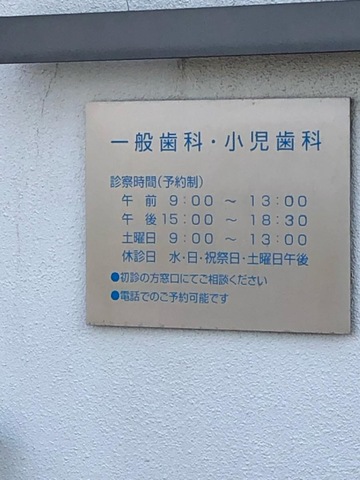 一般歯科・小児歯科
診察時間(予約制)
午前 9:00 ～ 13:00
午後 15:00 ～ 18:30
土曜日 9:00 ～ 13:00
休診日 水・日・祝祭日・土曜日午後
●初診の方窓口にてご相談ください
●電話でのご予約可能です